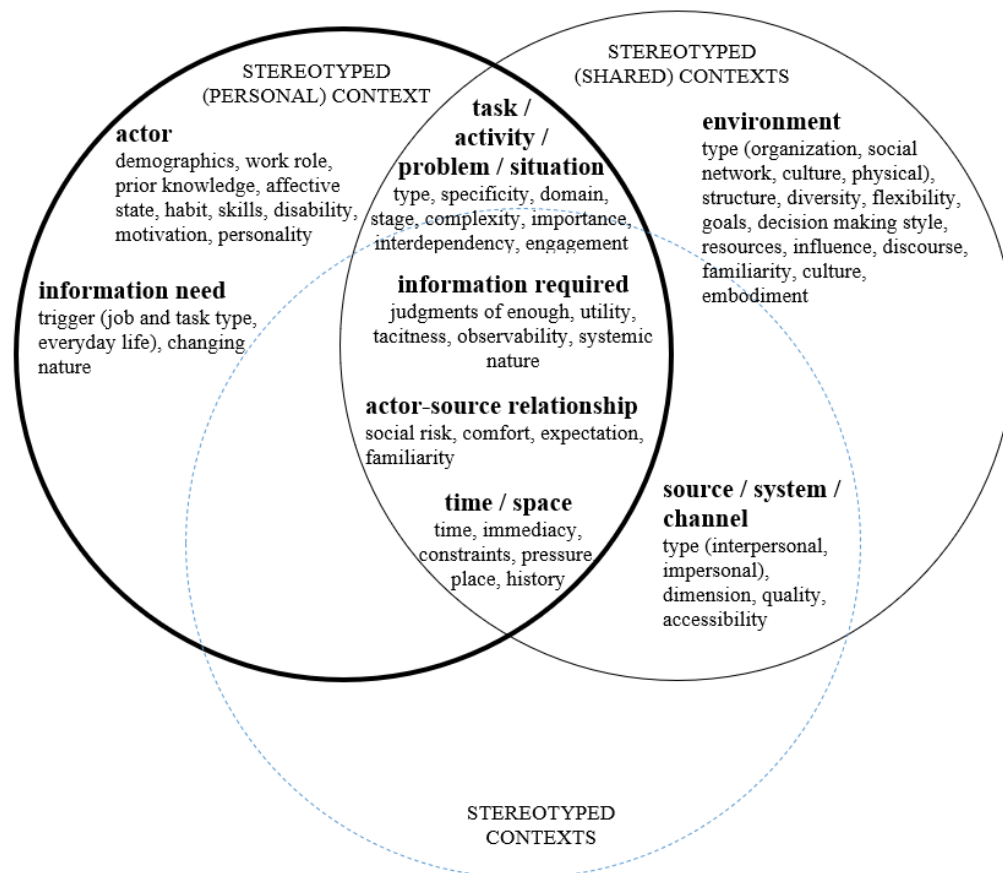 STEREOTYPED
(PERSONAL) CONTEXT
actor
demographics, work role,
prior knowledge, affective
state, habit, skills, disability,
motivation, personality
information need
trigger (job and task type,
everyday life), changing
nature
task /
activity /
problem / situation
type, specificity, domain,
stage, complexity, importance,
interdependency, engagement
information required
judgments of enough, utility,
tacitness, observability, systemic
nature
actor-source relationship
social risk, comfort, expectation,
familiarity
time / space
time, immediacy,
constraints, pressure
place, history
STEREOTYPED
(SHARED) CONTEXTS
environment
type (organization, social
network, culture, physical),
structure, diversity, flexibility,
goals, decision making style,
resources, influence, discourse,
familiarity, culture,
embodiment
source / system /
channel
type (interpersonal,
impersonal),
dimension, quality,
accessibility
STEREOTYPED
CONTEXTS